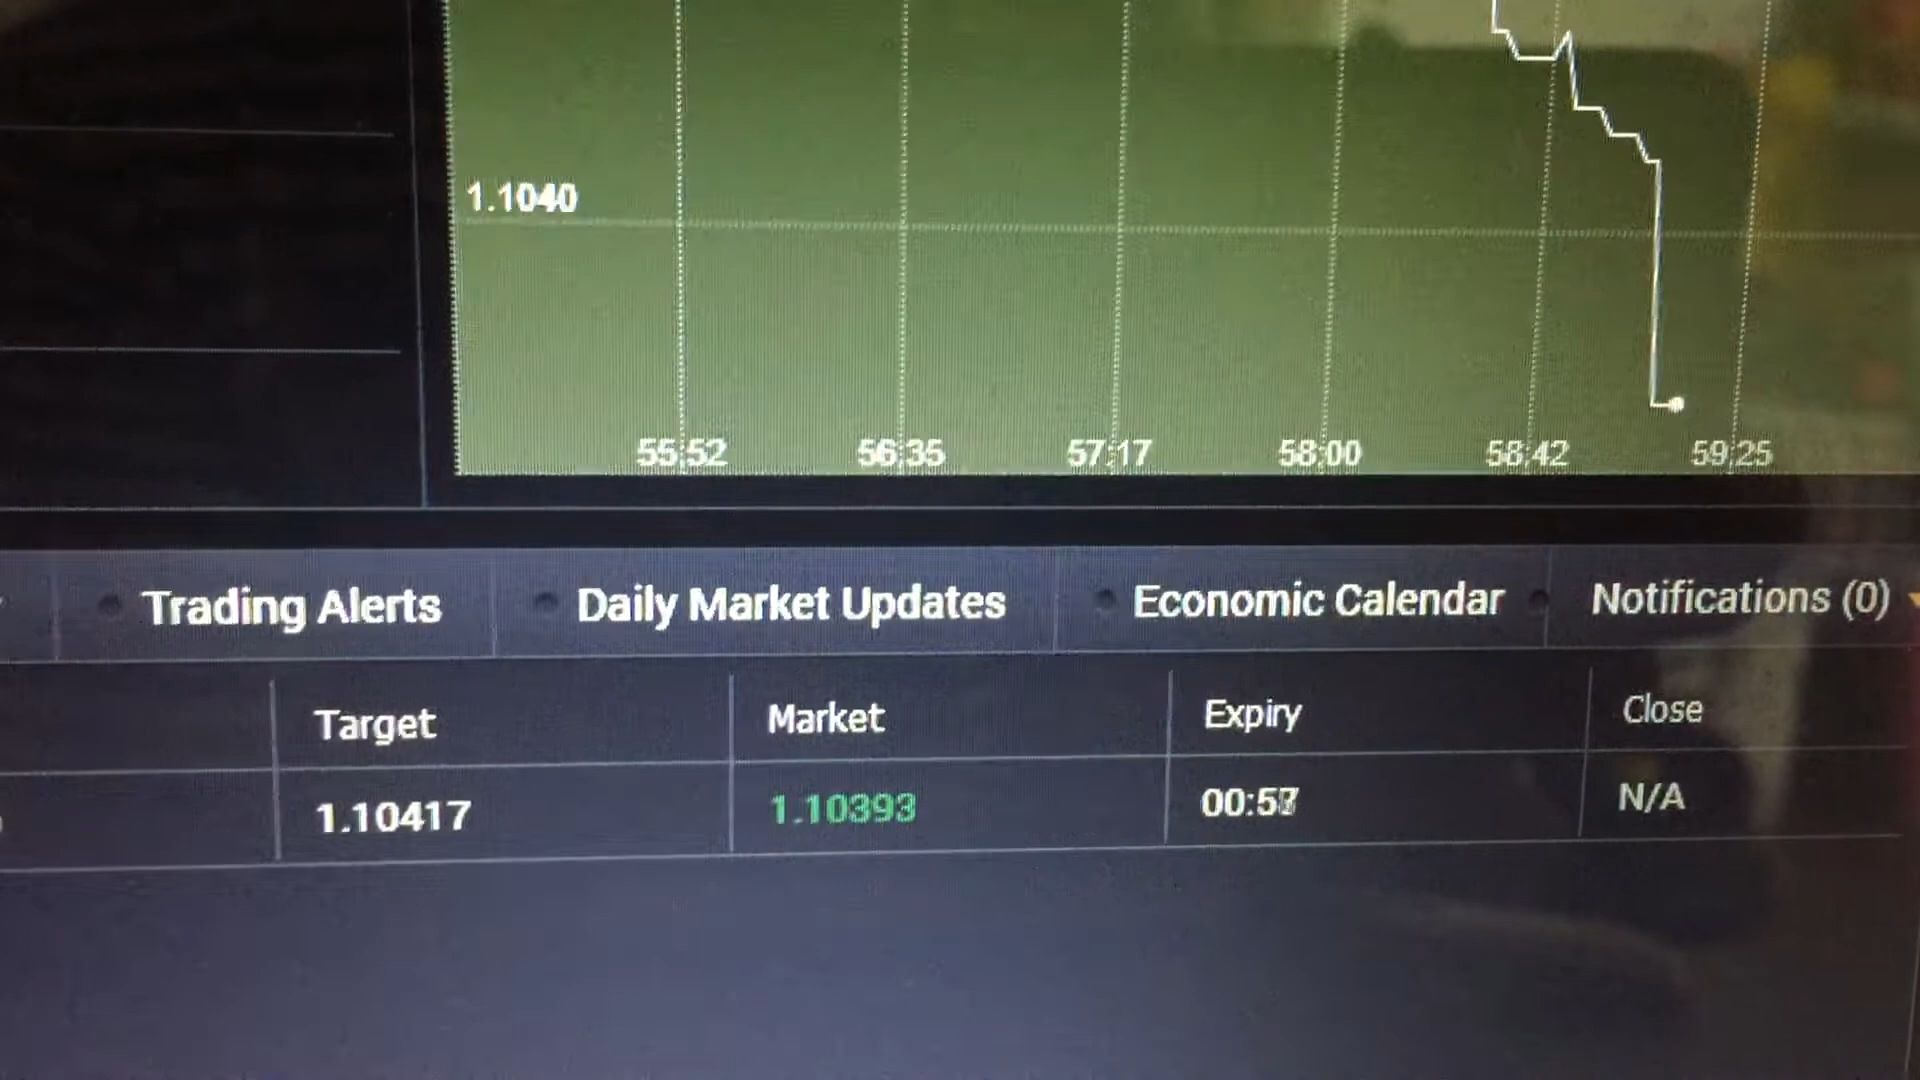 1.1040
55:52 56:35 57:17 58:00 58:42 59:25
Trading Alerts Daily Market Updates Economic Calendar Notifications (0)
Target Market Expiry Close
1.10417 1.10393 N/A